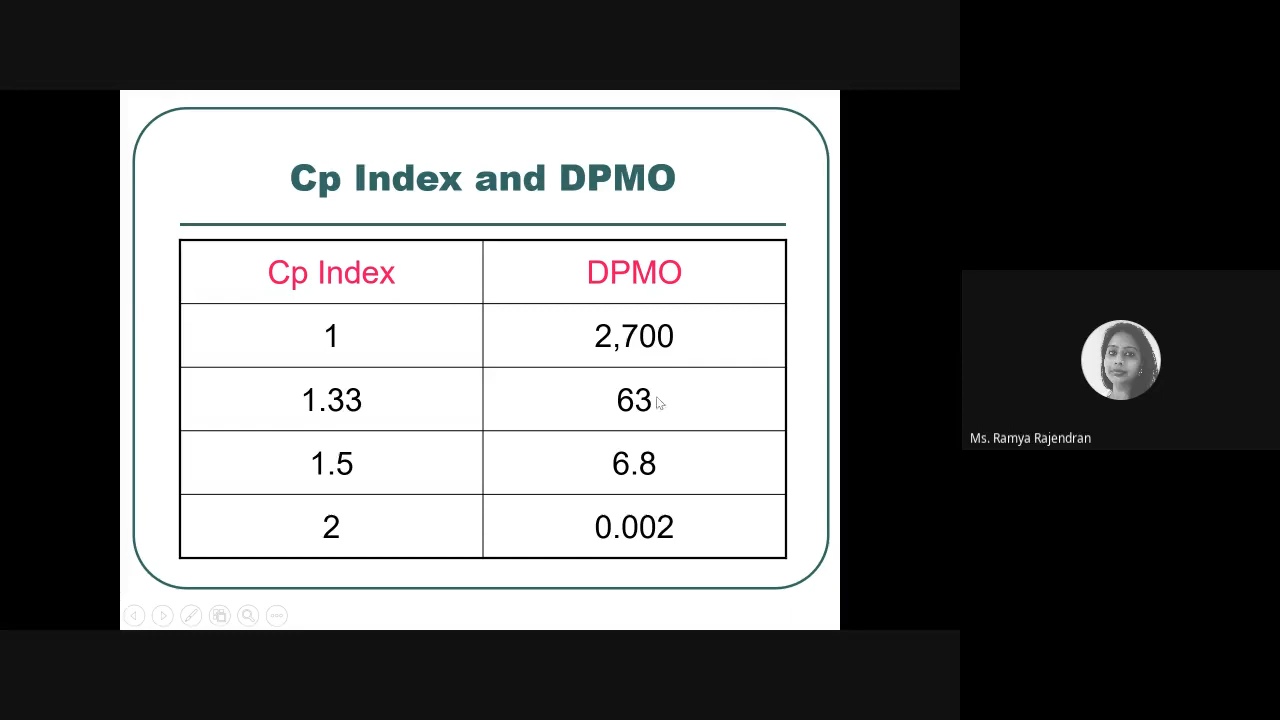 Cp Index and DPMO
Cp Index DPMO
1 2,700
1.33 63
1.5 6.8
2 0.002
Ms. Ramya Rajendran